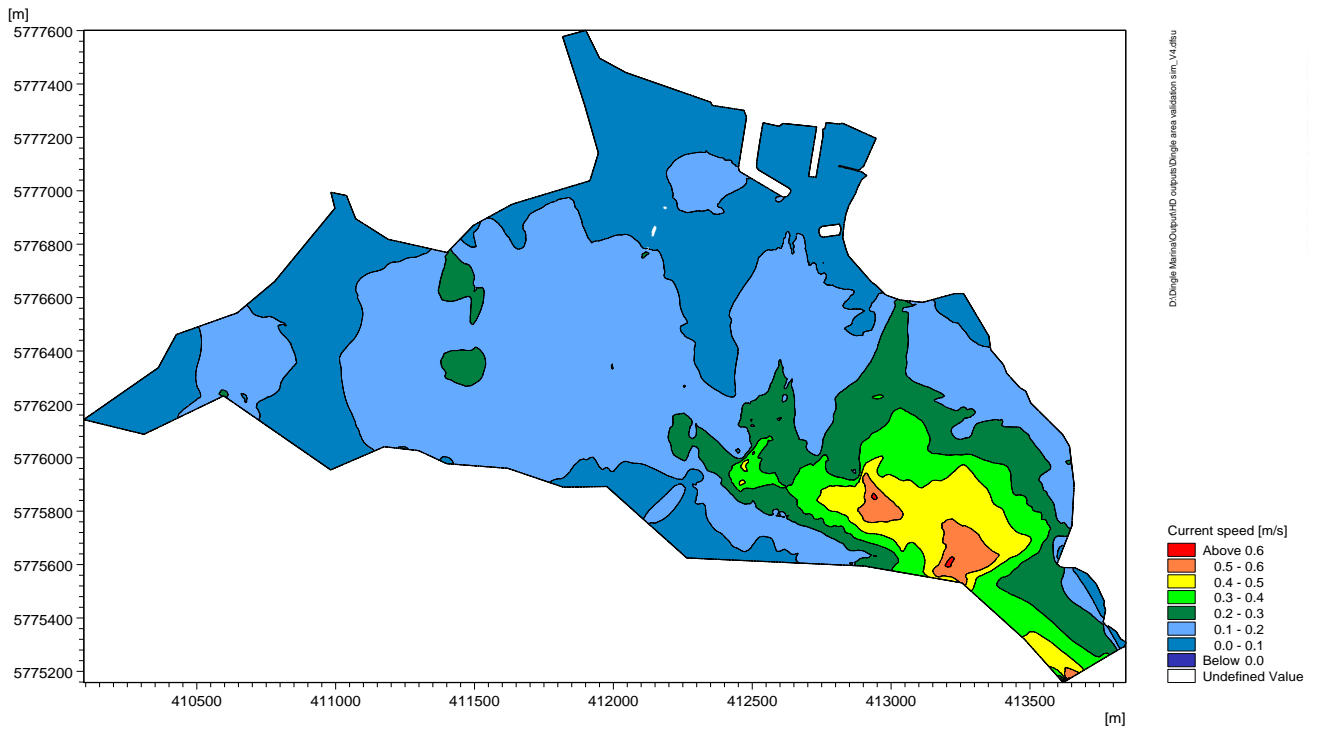 [m]
5777600
5777400
5777200
5777000
5776800
5776600
5776400
5776200
5776000
5775800
5775600
5775400
5775200
410500 411000 411500 412000 412500 413000 413500
[m]
D:\Dingle Marina\Output\HD outputs\Dingle area validation sim_V4.dfsu
Current speed [m/s]
Above 0.6
0.5 - 0.6
0.4 - 0.5
0.3 - 0.4
0.2 - 0.3
0.1 - 0.2
0.0 - 0.1
Below 0.0
Undefined Value